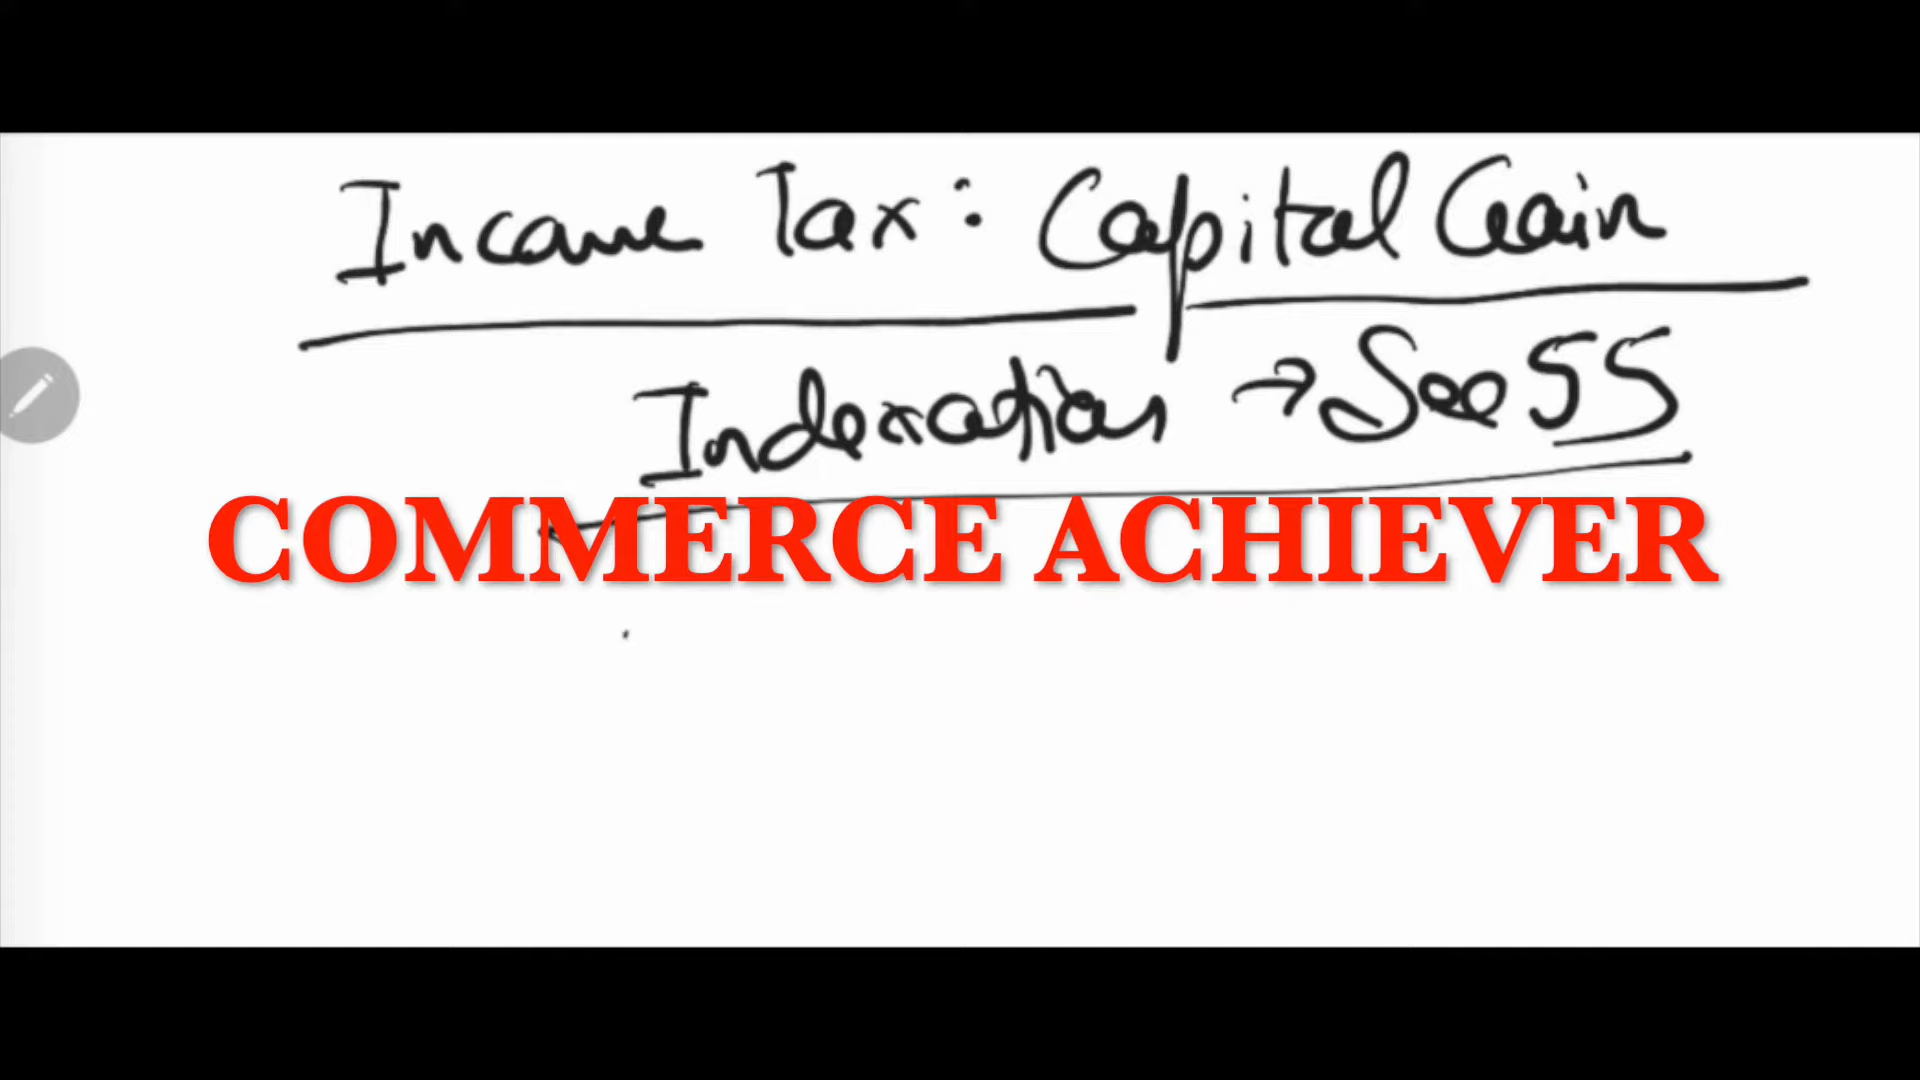 Income Tax: Capital Gain
Indexation → Sec 55
COMMERCE ACHIEVER